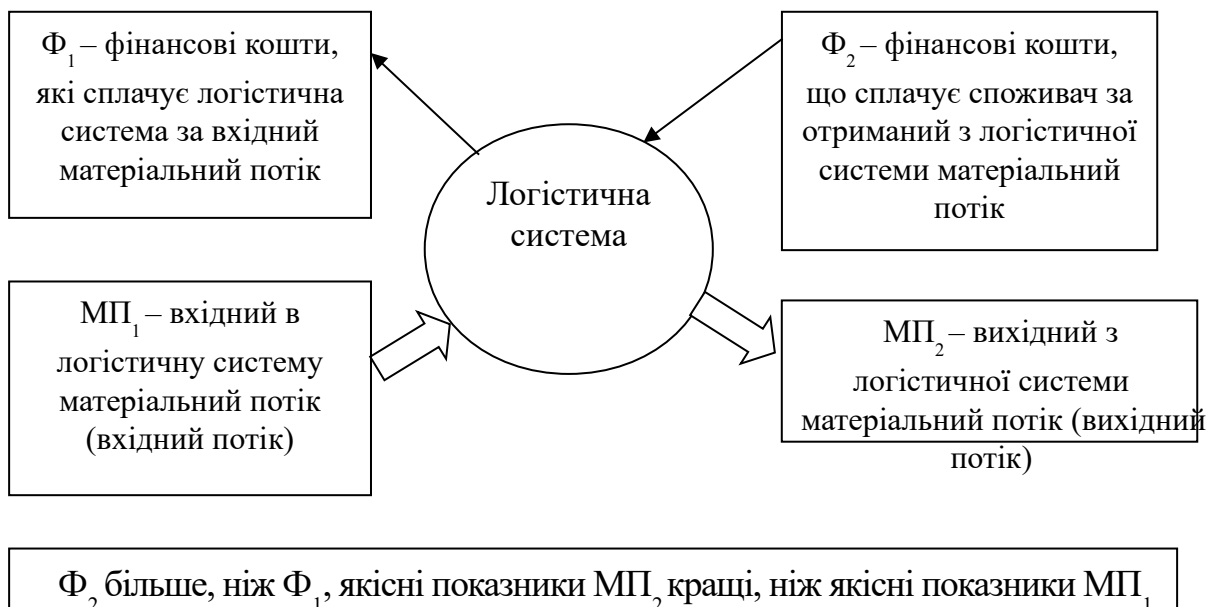 Ф₁ – фінансові кошти,
які сплачує логістична
система за вхідний
матеріальний потік
Ф₂ – фінансові кошти,
що сплачує споживач за
отриманий з логістичної
системи матеріальний
потік
Логістична
система
МП₁ – вхідний в
логістичну систему
матеріальний потік
(вхідний потік)
МП₂ – вихідний з
логістичної системи
матеріальний потік (вихідний
потік)
Ф₂ більше, ніж Ф₁, якісні показники МП₂ кращі, ніж якісні показники МП₁